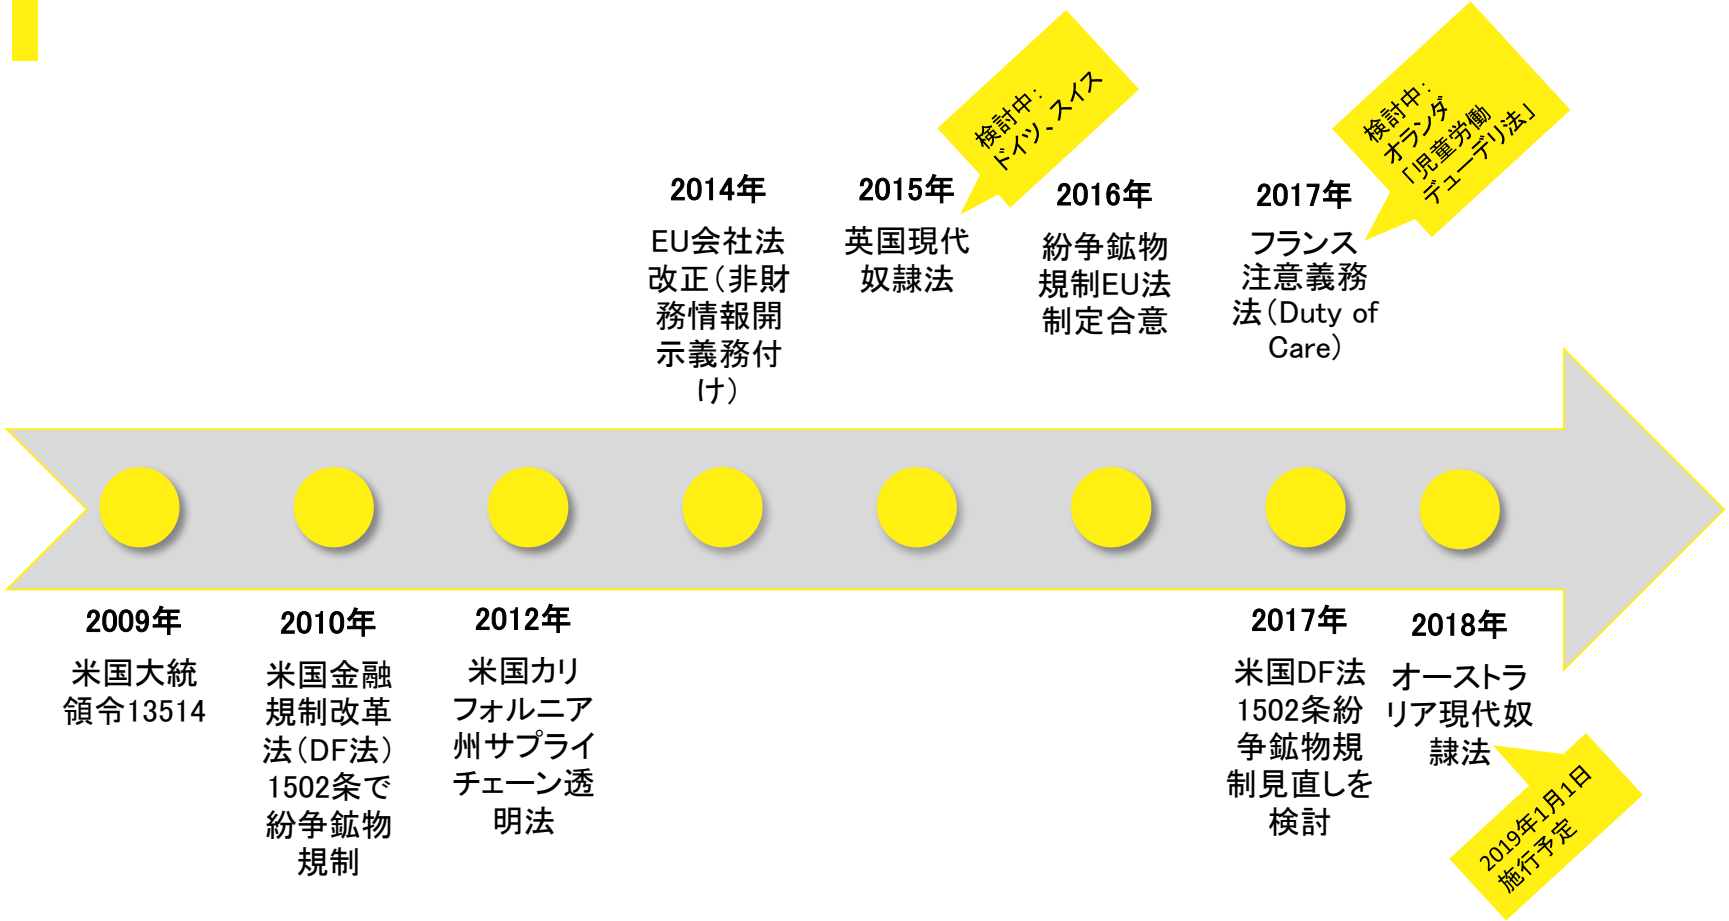 2014年
EU会社法
改正（非財
務情報開
示義務付
け）
2015年
英国現代
奴隷法
検討中：
ドイツ、スイス
2016年
紛争鉱物
規制EU法
制定合意
2017年
フランス
注意義務
法（Duty of
Care）
検討中：
オランダ
「児童労働
デューデリ法」
2009年
米国大統
領令13514
2010年
米国金融
規制改革
法（DF法）
1502条で
紛争鉱物
規制
2012年
米国カリ
フォルニア
州サプライ
チェーン透
明法
2017年
米国DF法
1502条紛
争鉱物規
制見直しを
検討
2018年
オーストラ
リア現代奴
隷法
2019年1月1日
施行予定